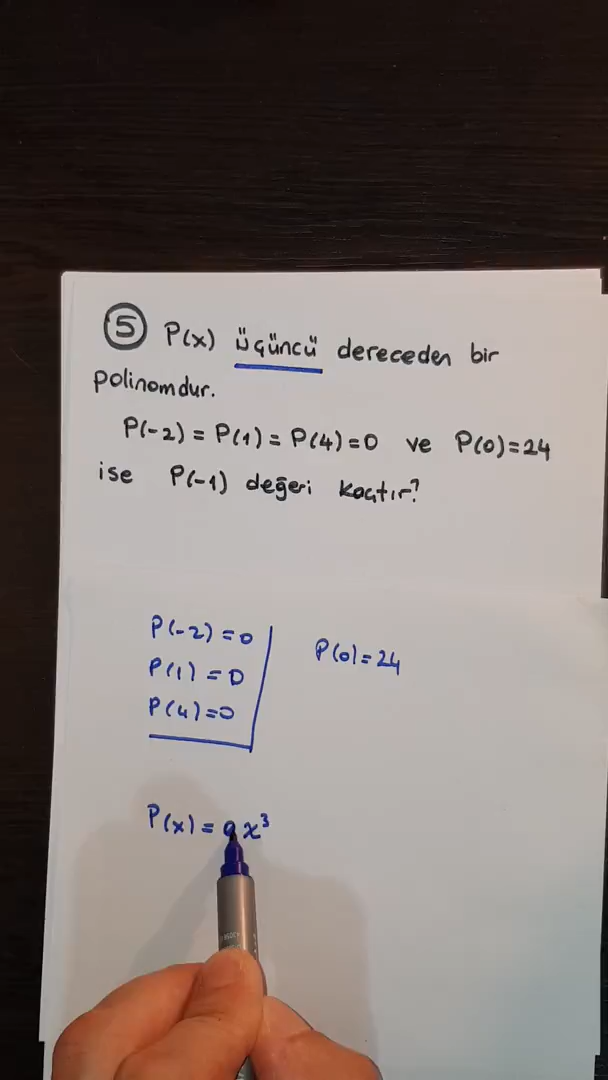 5 P(x) üçüncü dereceden bir
polinomdur.
P(-2) = P(1) = P(4) = 0 ve P(0)=24
ise P(-1) değeri kaçtır?
P(-2) = 0
P(1) = 0
P(4) = 0
P(0) = 24
P(x) = ax³